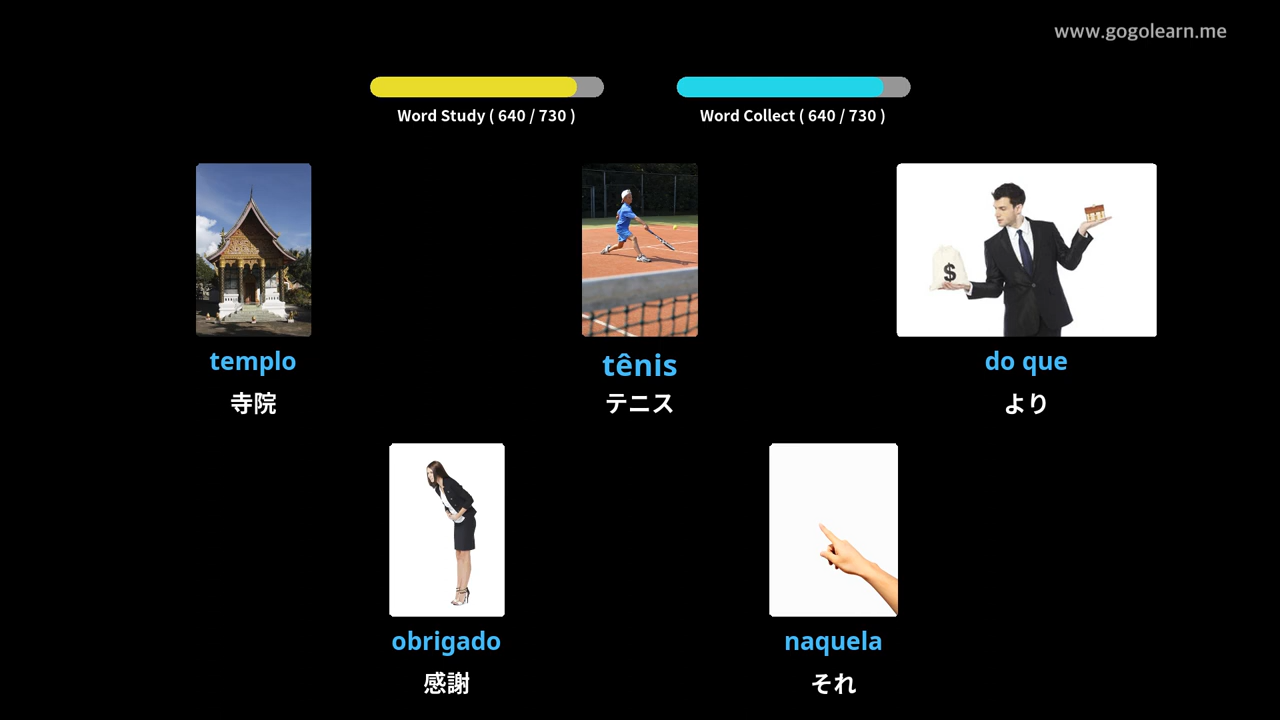 www.gogolearn.me
Word Study ( 640 / 730 )
Word Collect ( 640 / 730 )
templo
寺院
tênis
テニス
do que
より
$
obrigado
感謝
naquela
それ